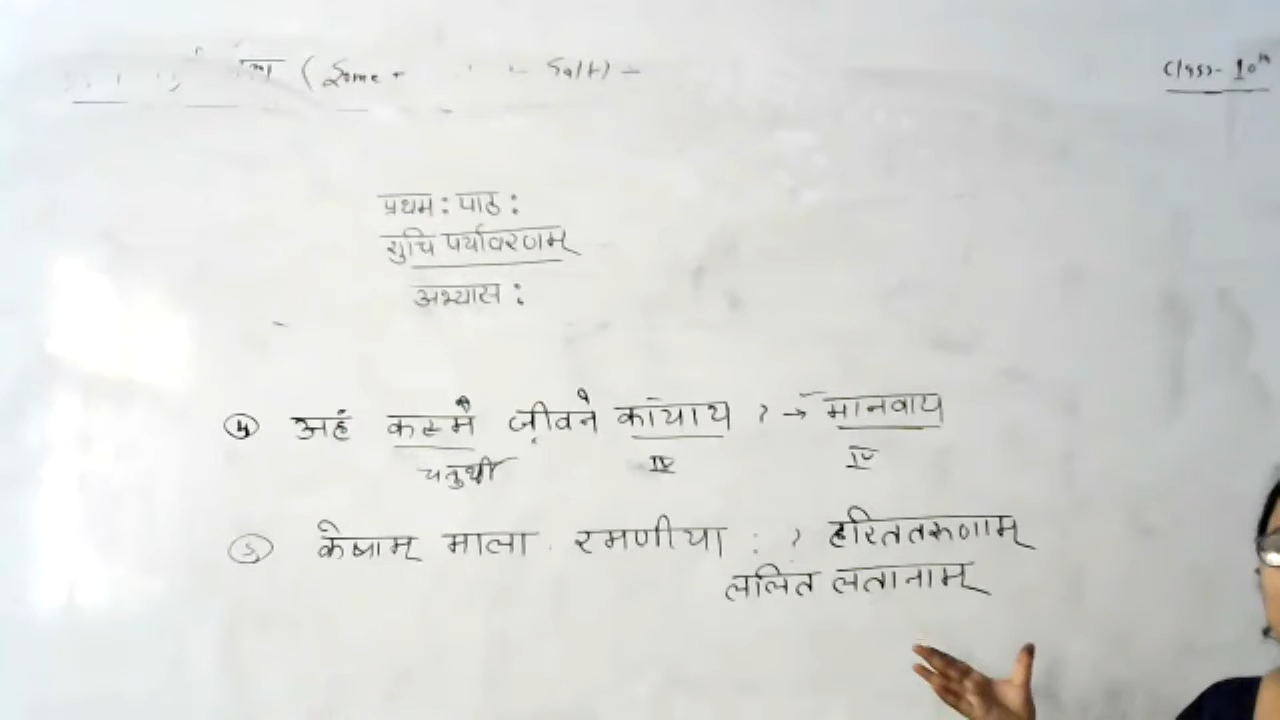 (Some
Class- 10th
प्रथम: पाठ:
शुचि पर्यावरणम्
अभ्यास:
④ अहं कस्मै जीवने कांयाय ? → मानवाय
चतुर्थी IV IV
⑤ केषाम् माला रमणीया : ? हरिततरूणाम्
ललित लतानाम्